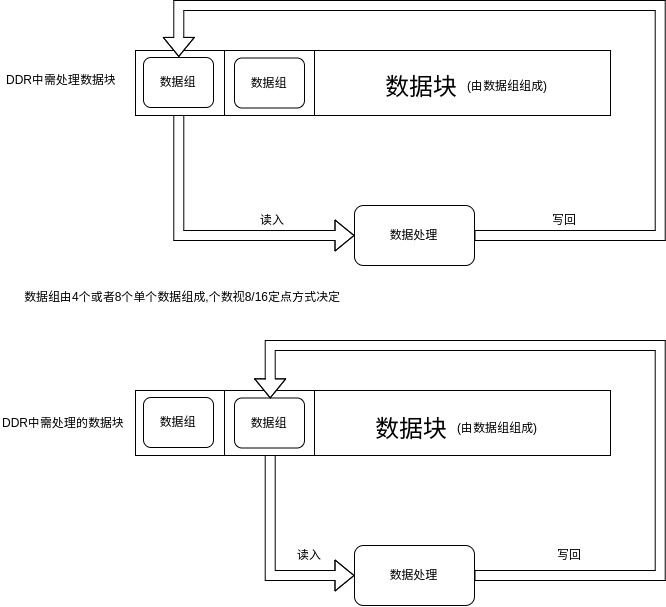 DDR中需处理数据块
数据组
数据组
数据块 (由数据组组成)
读入
数据处理
写回
数据组由4个或者8个单个数据组成,个数视8/16定点方式决定
DDR中需处理的数据块
数据组
数据组
数据块 (由数据组组成)
读入
数据处理
写回